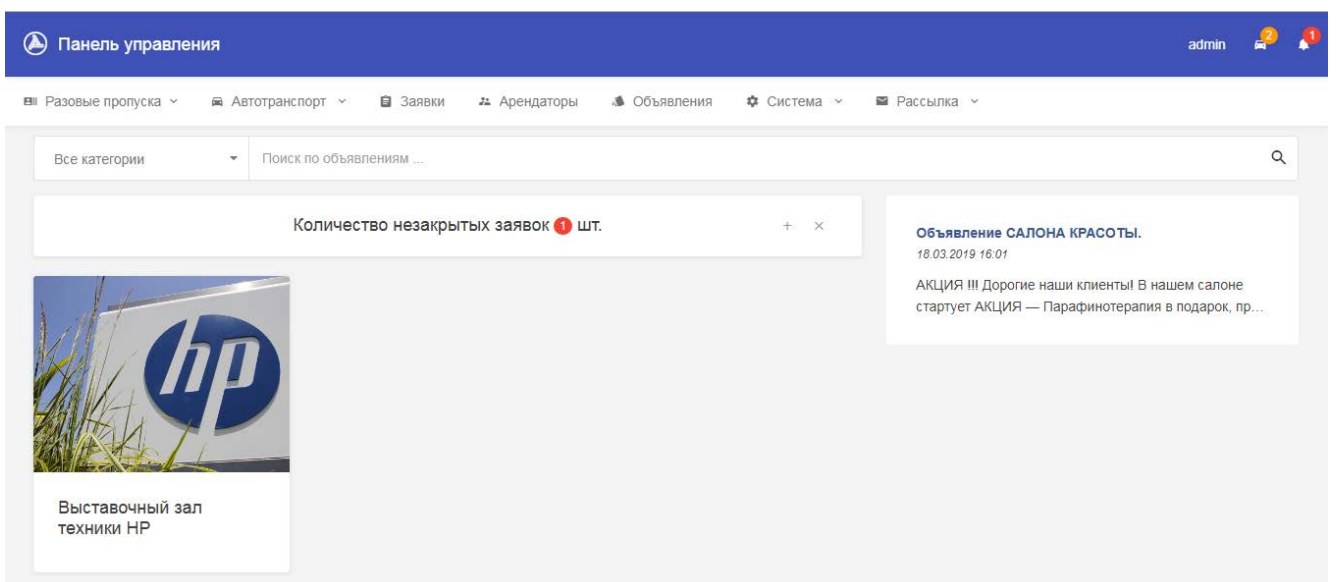 Панель управления
admin
2
1
Разовые пропуска
Автотранспорт
Заявки
Арендаторы
Объявления
Система
Рассылка
Все категории
Поиск по объявлениям ...
Количество незакрытых заявок 1 шт.
Объявление САЛОНА КРАСОТЫ.
18.03.2019 16:01
АКЦИЯ !!! Дорогие наши клиенты! В нашем салоне
стартует АКЦИЯ — Парафинотерапия в подарок, пр...
hp
Выставочный зал
техники HP